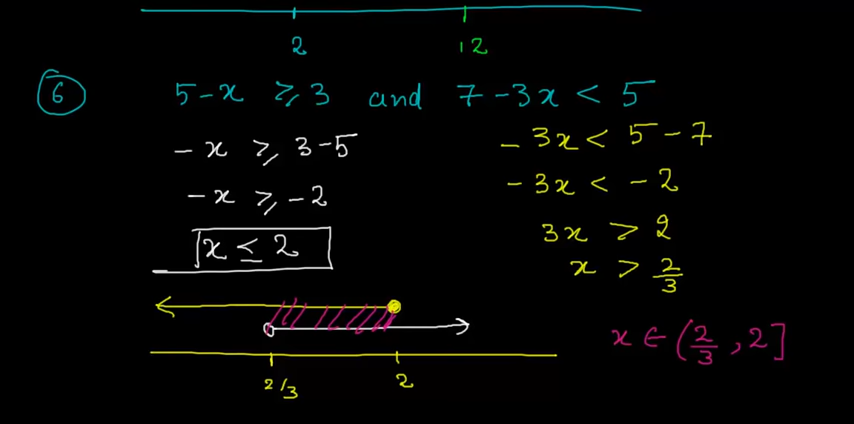 2 12
6 5-x ≥ 3 and 7-3x < 5
-x ≥ 3-5
-x ≥ -2
x ≤ 2
-3x < 5-7
-3x < -2
3x > 2
x > 2/3
2/3 2
x ∈ (2/3, 2]